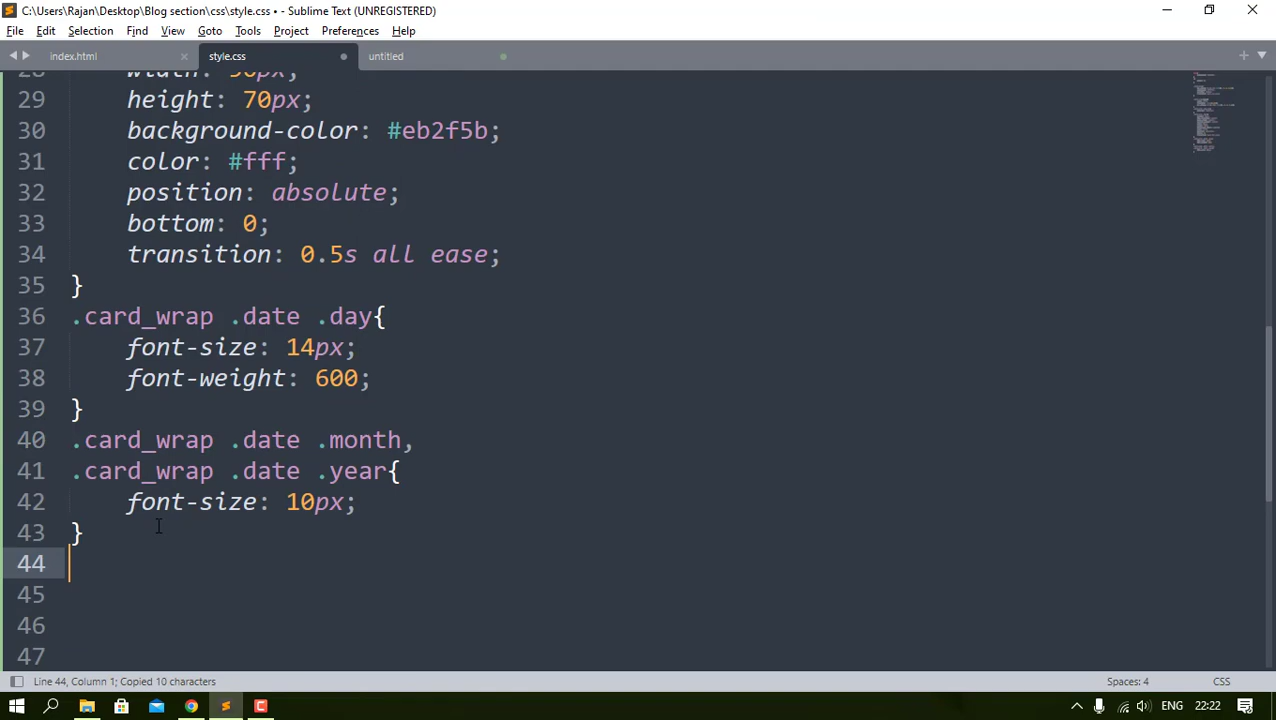 C:\Users\Rajan\Desktop\Blog section\css\style.css • - Sublime Text (UNREGISTERED)
File Edit Selection Find View Goto Tools Project Preferences Help
index.html style.css untitled
28 width: 50px;
29 height: 70px;
30 background-color: #eb2f5b;
31 color: #fff;
32 position: absolute;
33 bottom: 0;
34 transition: 0.5s all ease;
35 }
36 .card_wrap .date .day{
37 font-size: 14px;
38 font-weight: 600;
39 }
40 .card_wrap .date .month,
41 .card_wrap .date .year{
42 font-size: 10px;
43 }
44
45
46
47
Line 44, Column 1; Copied 10 characters Spaces: 4 CSS
ENG 22:22